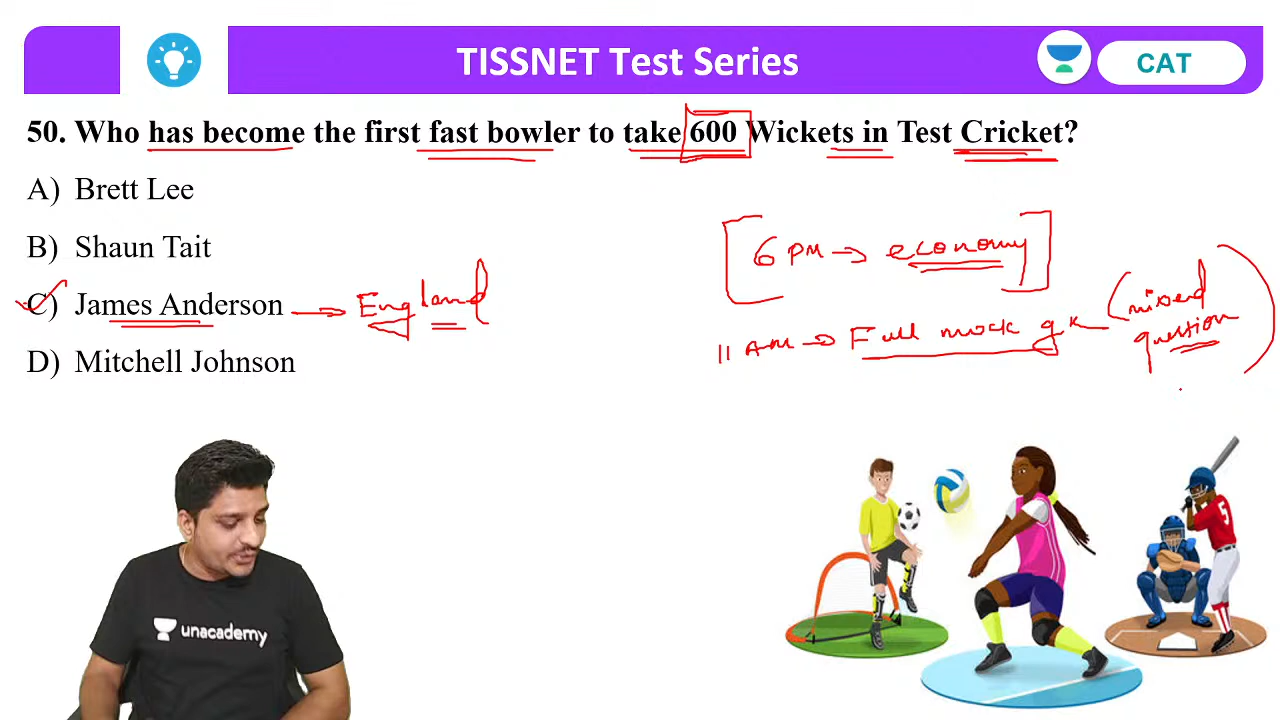 TISSNET Test Series
CAT
50. Who has become the first fast bowler to take 600 Wickets in Test Cricket?
A) Brett Lee
B) Shaun Tait
C) James Anderson → England
D) Mitchell Johnson
6 PM → economy
11 AM → Full mock gk (mixed
question)
unacademy
5